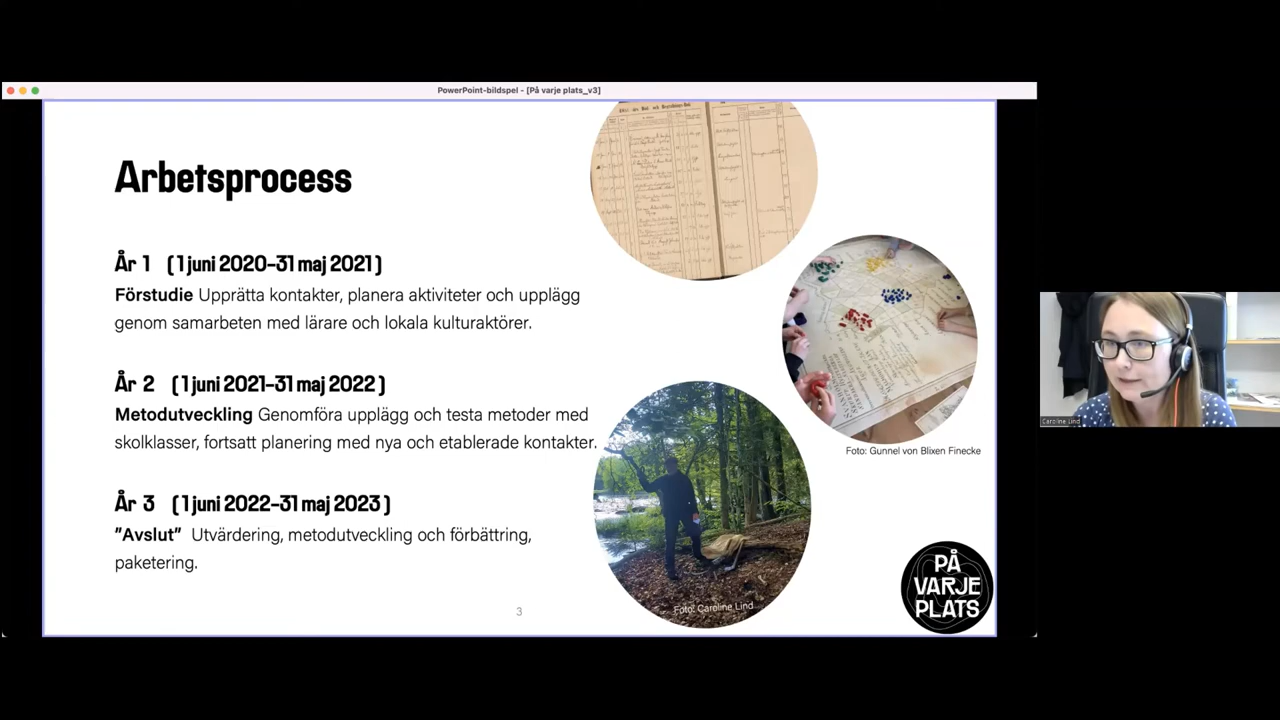 PowerPoint-bildspel - [På varje plats_v3]
Arbetsprocess
År 1 (1 juni 2020–31 maj 2021)
Förstudie Upprätta kontakter, planera aktiviteter och upplägg
genom samarbeten med lärare och lokala kulturaktörer.
År 2 (1 juni 2021–31 maj 2022)
Metodutveckling Genomföra upplägg och testa metoder med
skolklasser, fortsatt planering med nya och etablerade kontakter.
År 3 (1 juni 2022–31 maj 2023)
”Avslut” Utvärdering, metodutveckling och förbättring,
paketering.
3
Foto: Gunnel von Blixen Finecke
Foto: Caroline Lind
PÅ
VARJE
PLATS
Caroline Lind